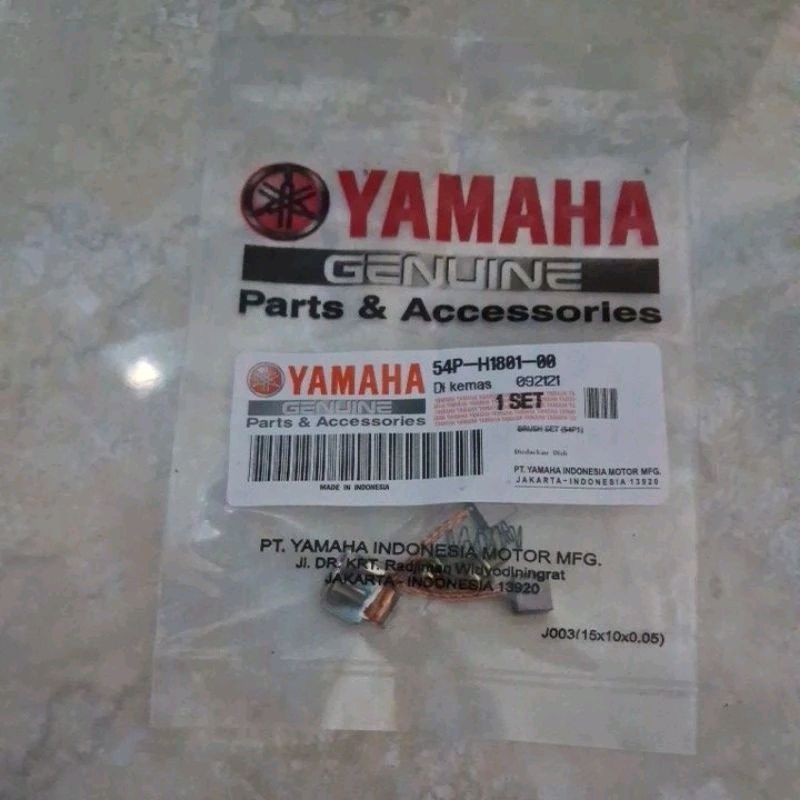 YAMAHA
GENUINE
Parts & Accessories
YAMAHA
GENUINE
Parts & Accessories
MADE IN INDONESIA
54P-H1801-00
Di kemas 092121
1 SET
BRUSH SET (54P1)
PT. YAMAHA INDONESIA MOTOR MFG.
JAKARTA-INDONESIA 13920
PT. YAMAHA INDONESIA MOTOR MFG.
Jl. DR. KRT. Radjiman Widyodiningrat
JAKARTA - INDONESIA 13920
J003(15x10x0.05)